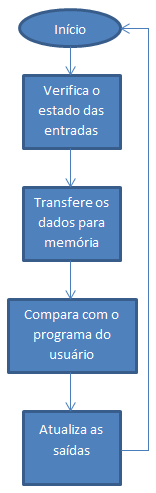 Início
Verifica o
estado das
entradas
Transfere os
dados para
memória
Compara com o
programa do
usuário
Atualiza as
saídas